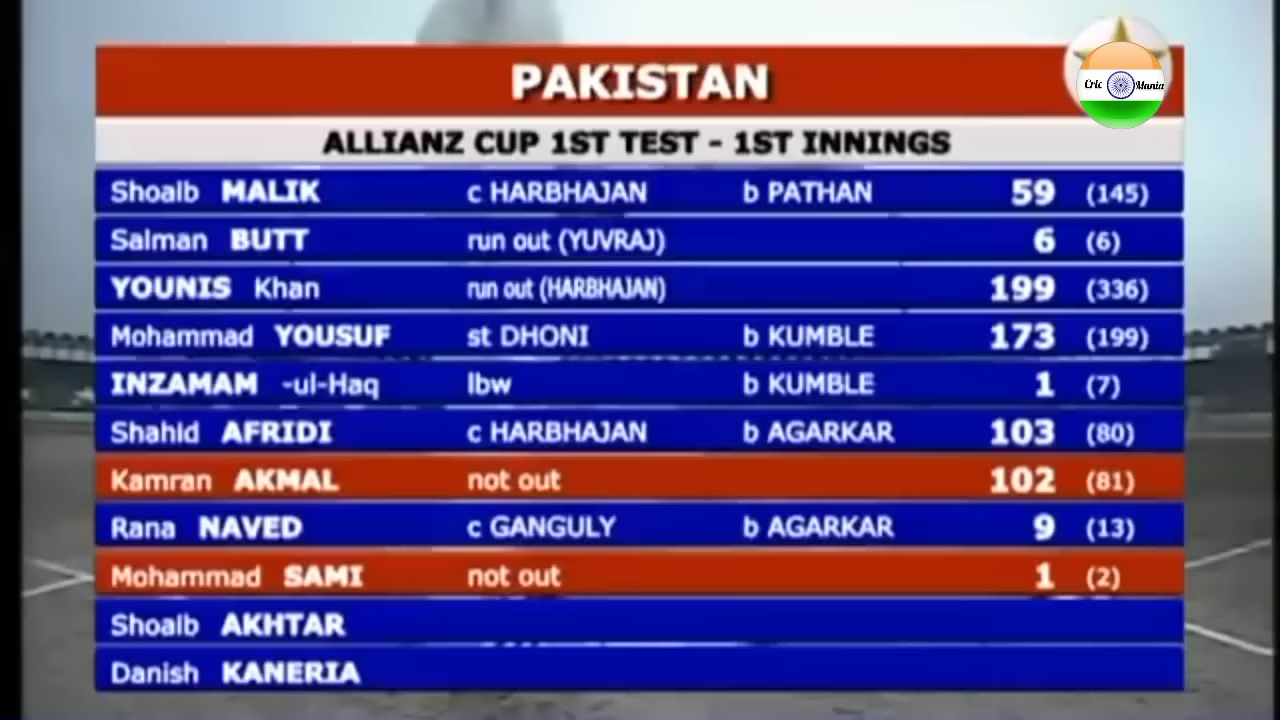 PAKISTAN
Cric Mania
ALLIANZ CUP 1ST TEST - 1ST INNINGS
Shoaib MALIK c HARBHAJAN b PATHAN 59 (145)
Salman BUTT run out (YUVRAJ) 6 (6)
YOUNIS Khan run out (HARBHAJAN) 199 (336)
Mohammad YOUSUF st DHONI b KUMBLE 173 (199)
INZAMAM -ul-Haq lbw b KUMBLE 1 (7)
Shahid AFRIDI c HARBHAJAN b AGARKAR 103 (80)
Kamran AKMAL not out 102 (81)
Rana NAVED c GANGULY b AGARKAR 9 (13)
Mohammad SAMI not out 1 (2)
Shoaib AKHTAR
Danish KANERIA